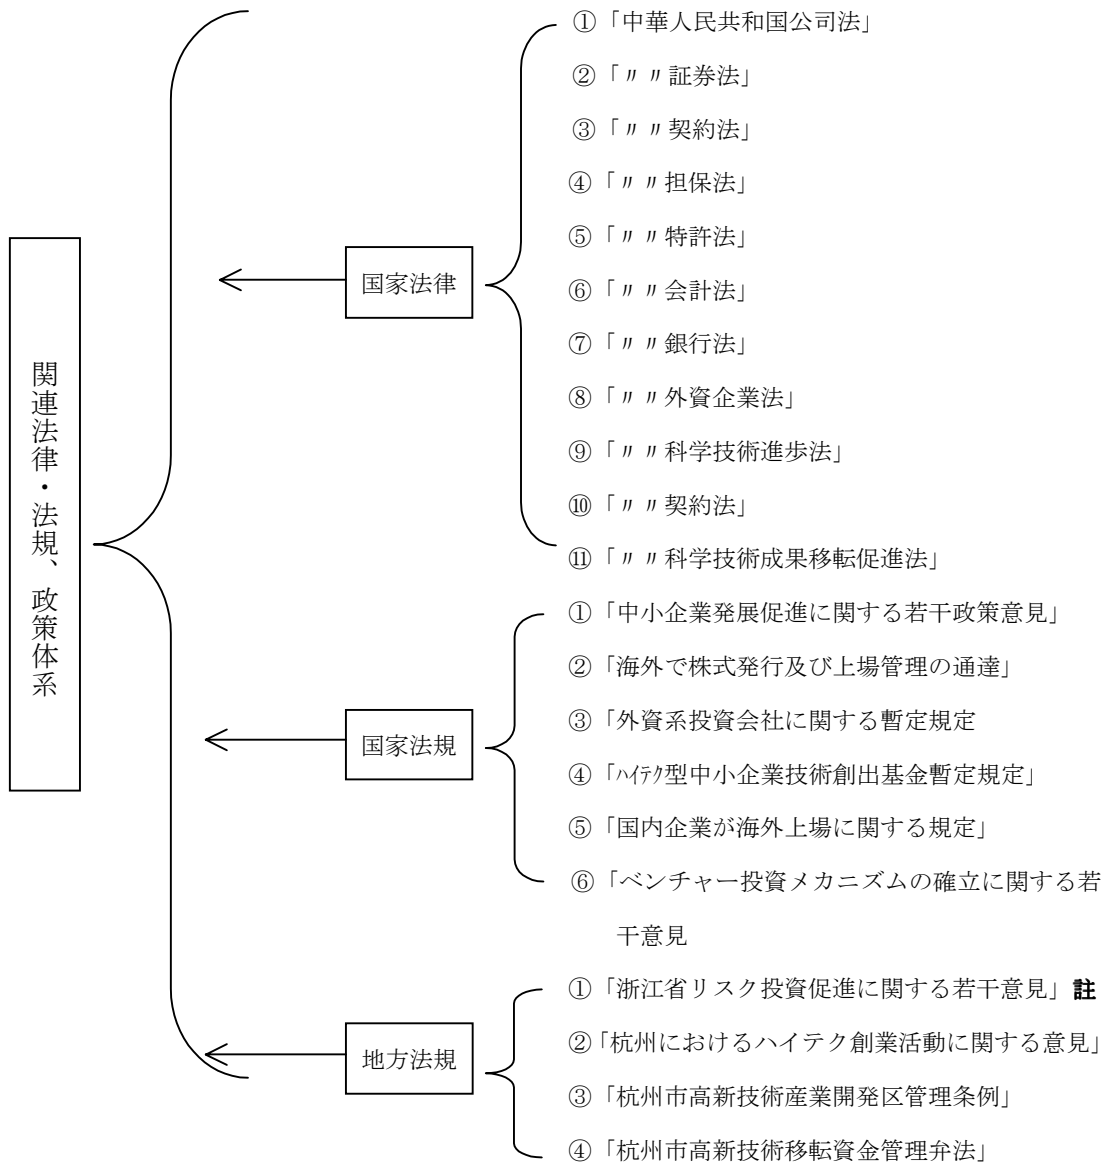 関連法律・法規、政策体系
国家法律
①「中華人民共和国公司法」
②「〃〃証券法」
③「〃〃契約法」
④「〃〃担保法」
⑤「〃〃特許法」
⑥「〃〃会計法」
⑦「〃〃銀行法」
⑧「〃〃外資企業法」
⑨「〃〃科学技術進歩法」
⑩「〃〃契約法」
⑪「〃〃科学技術成果移転促進法」
国家法規
①「中小企業発展促進に関する若干政策意見」
②「海外で株式発行及び上場管理の通達」
③「外資系投資会社に関する暫定規定
④「ﾊｲﾃｸ型中小企業技術創出基金暫定規定」
⑤「国内企業が海外上場に関する規定」
⑥「ベンチャー投資メカニズムの確立に関する若
干意見
地方法規
①「浙江省リスク投資促進に関する若干意見」註
②「杭州におけるハイテク創業活動に関する意見」
③「杭州市高新技術産業開発区管理条例」
④「杭州市高新技術移転資金管理弁法」